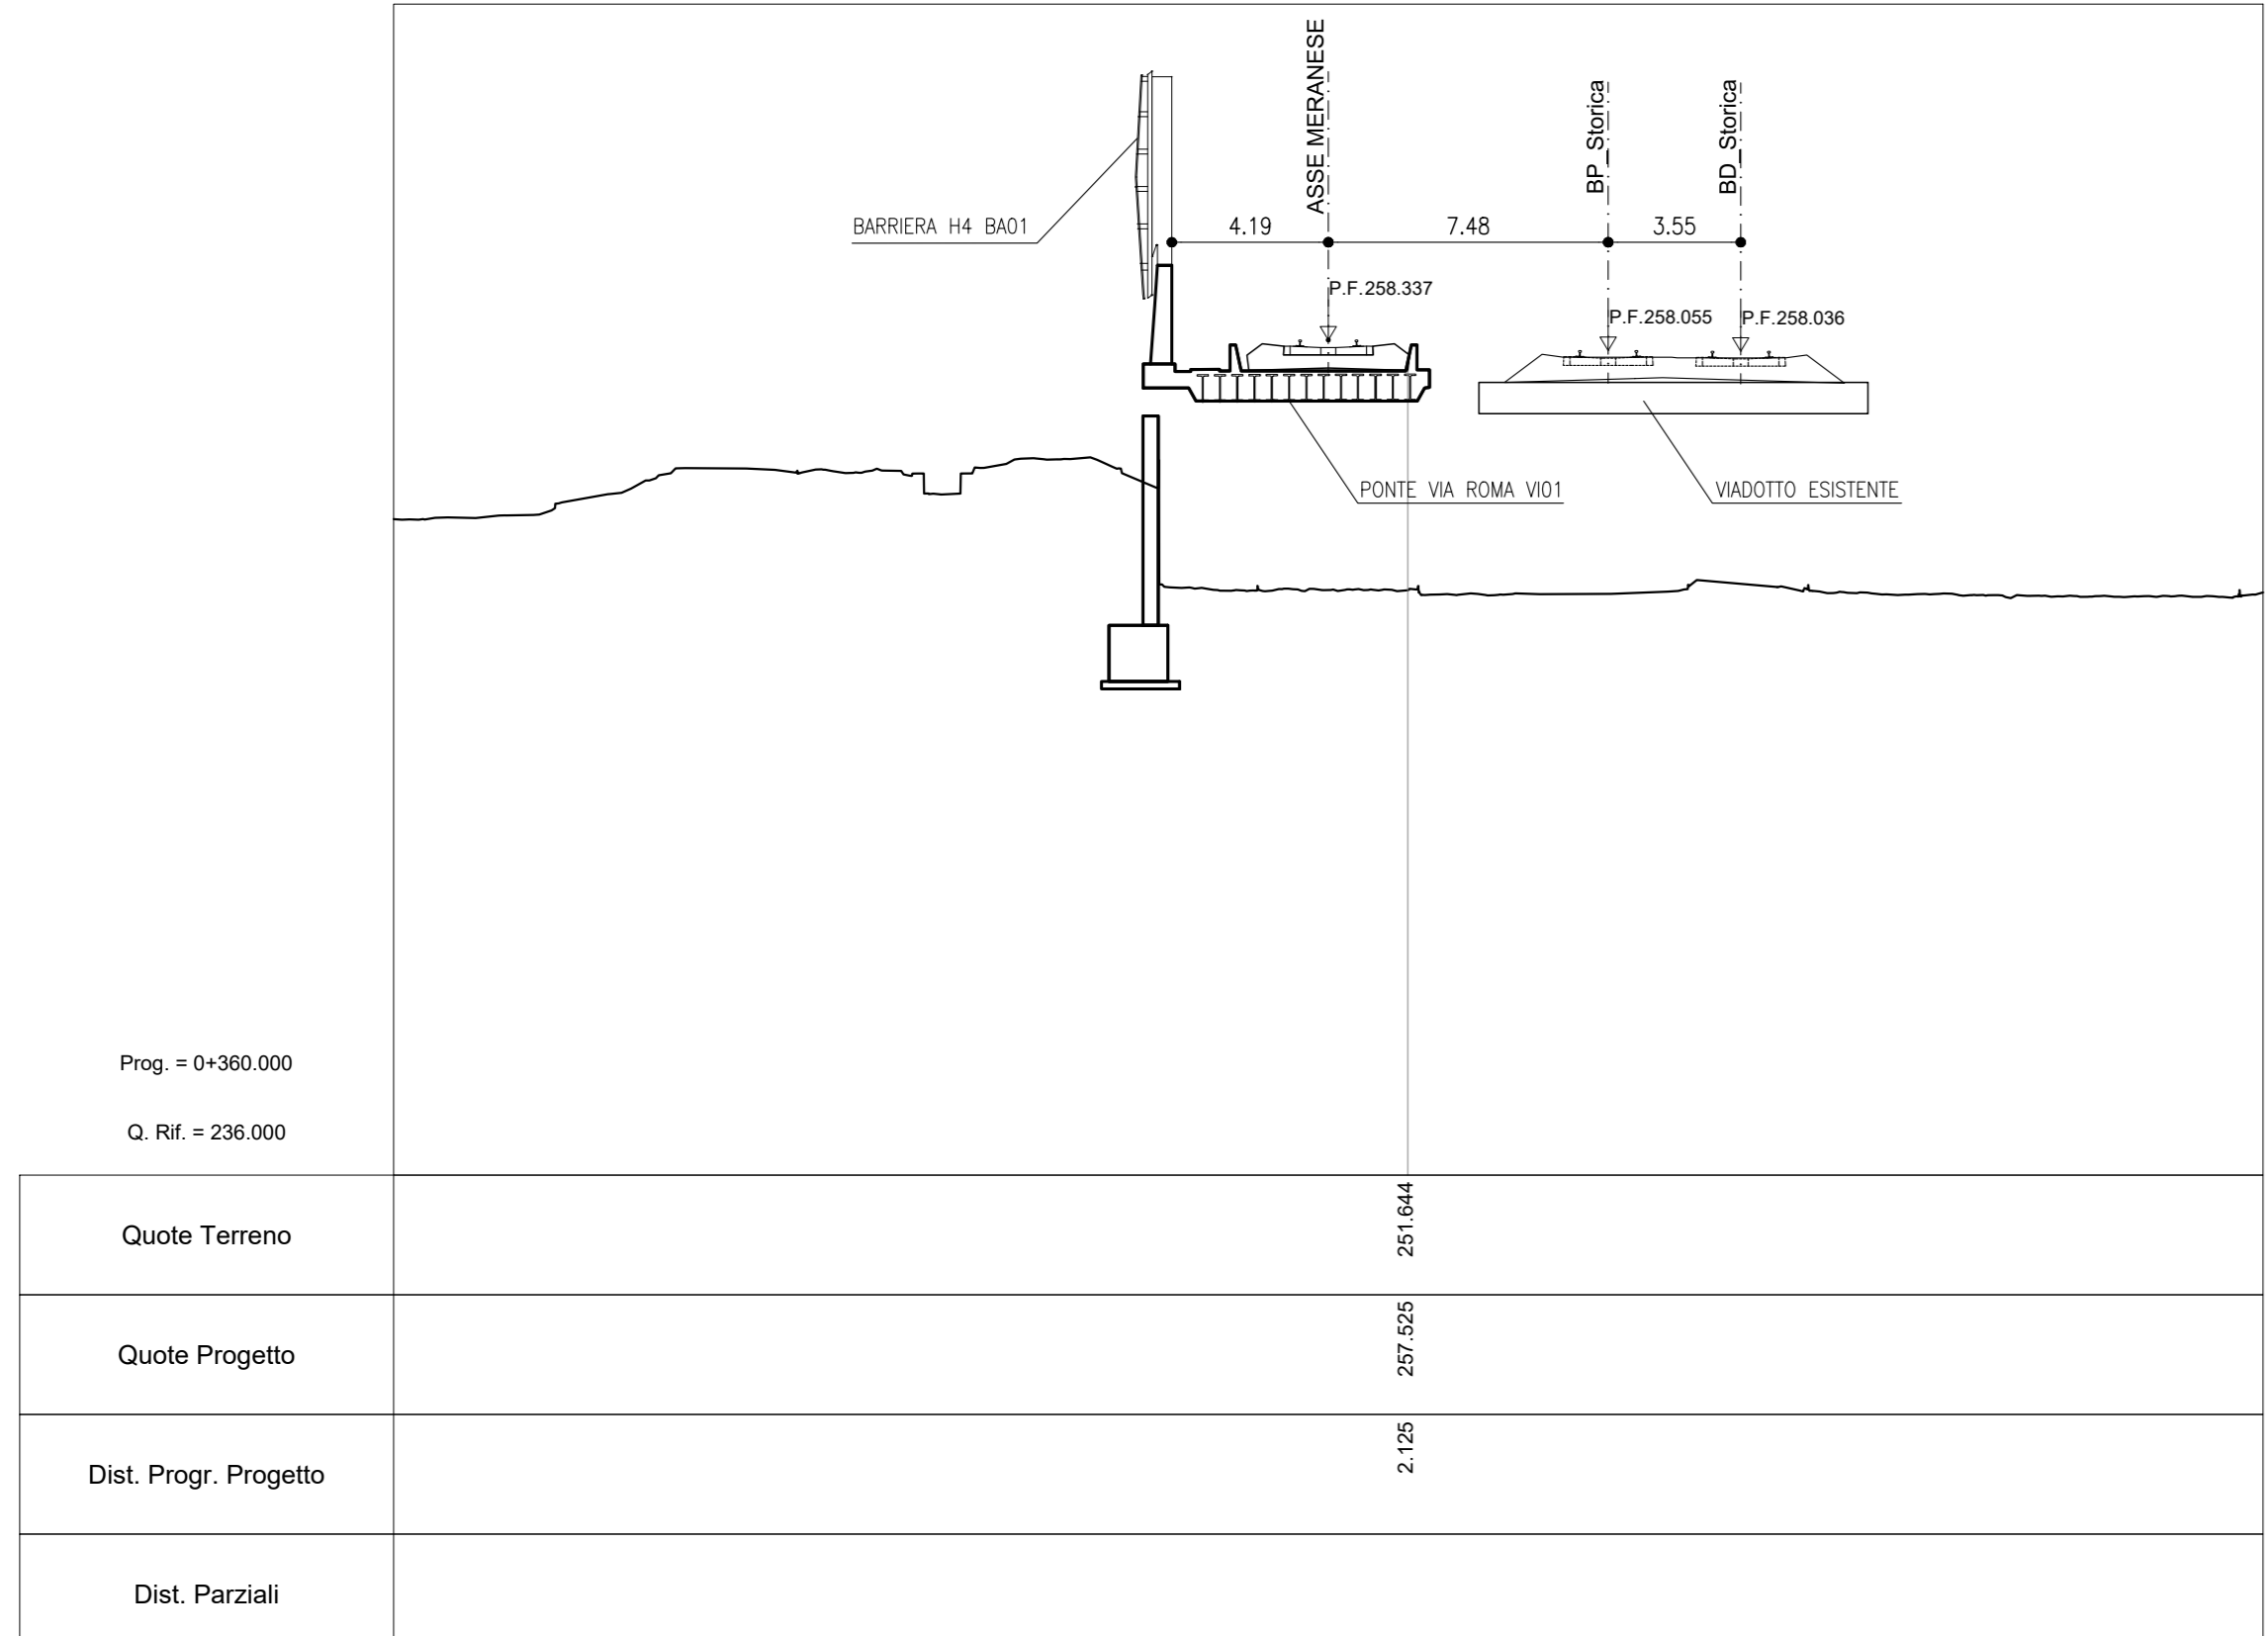 ASSE MERANESE
BP_Storica
BD_Storica
BARRIERA H4 BA01
4.19
7.48
3.55
P.F.258.337
P.F.258.055
P.F.258.036
PONTE VIA ROMA VI01
VIADOTTO ESISTENTE
Prog. = 0+360.000
Q. Rif. = 236.000
Quote Terreno
251.644
Quote Progetto
257.525
Dist. Progr. Progetto
2.125
Dist. Parziali